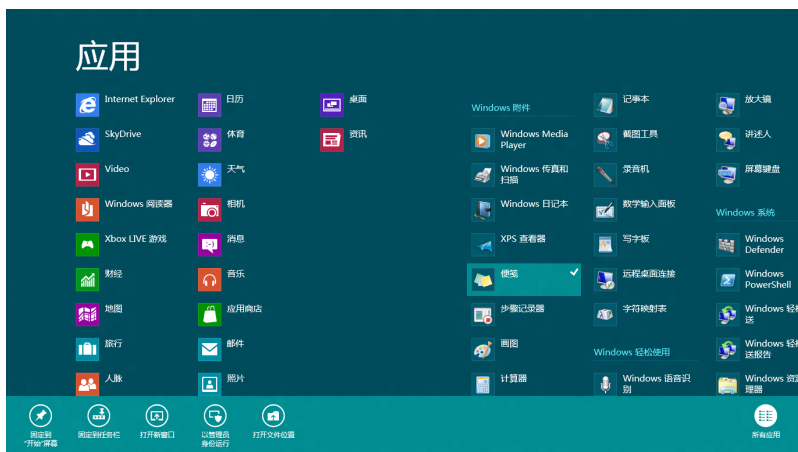 应用
Internet Explorer
SkyDrive
Video
Windows 阅读器
Xbox LIVE 游戏
财经
地图
旅行
人脉
日历
体育
天气
相机
消息
音乐
应用商店
邮件
照片
桌面
资讯
Windows 附件
Windows Media
Player
Windows 传真和
扫描
Windows 日记本
XPS 查看器
便笺
步骤记录器
画图
计算器
记事本
截图工具
录音机
数学输入面板
写字板
远程桌面连接
字符映射表
Windows 轻松使用
Windows 语音识
别
放大镜
讲述人
屏幕键盘
Windows 系统
Windows
Defender
Windows
PowerShell
Windows 轻松
送
Windows 轻松
送报告
Windows 资
理器
固定到
“开始”屏幕
固定到任务栏
打开新窗口
以管理员
身份运行
打开文件位置
所有应用